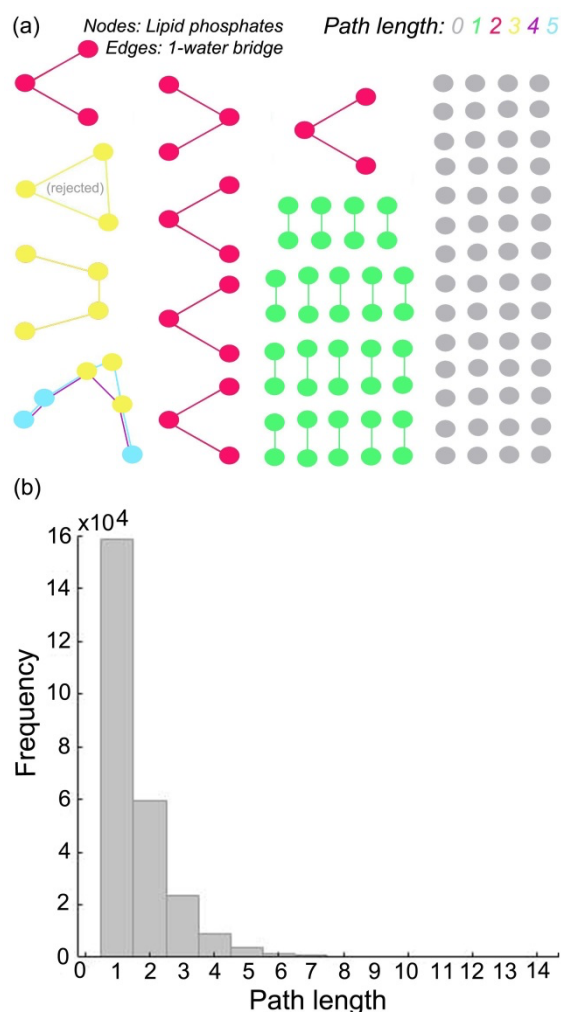 (a)
Nodes: Lipid phosphates
Edges: 1-water bridge
Path length: 0 1 2 3 4 5
(rejected)
(b)
x10^4
16
14
12
10
8
6
4
2
0
Frequency
0 1 2 3 4 5 6 7 8 9 10 11 12 13 14
Path length